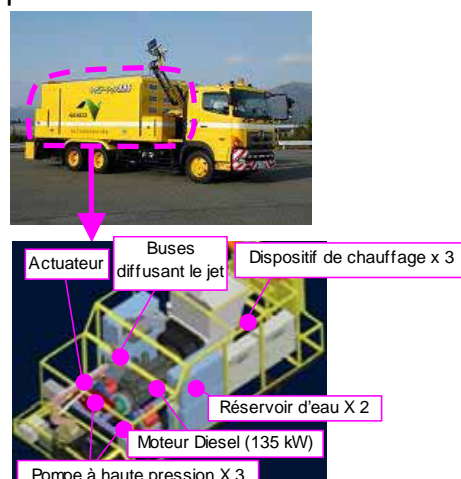 Actuateur
Buses
diffusant le jet
Dispositif de chauffage x 3
Réservoir d'eau X 2
Moteur Diesel (135 kW)
Pompe à haute pression X 3